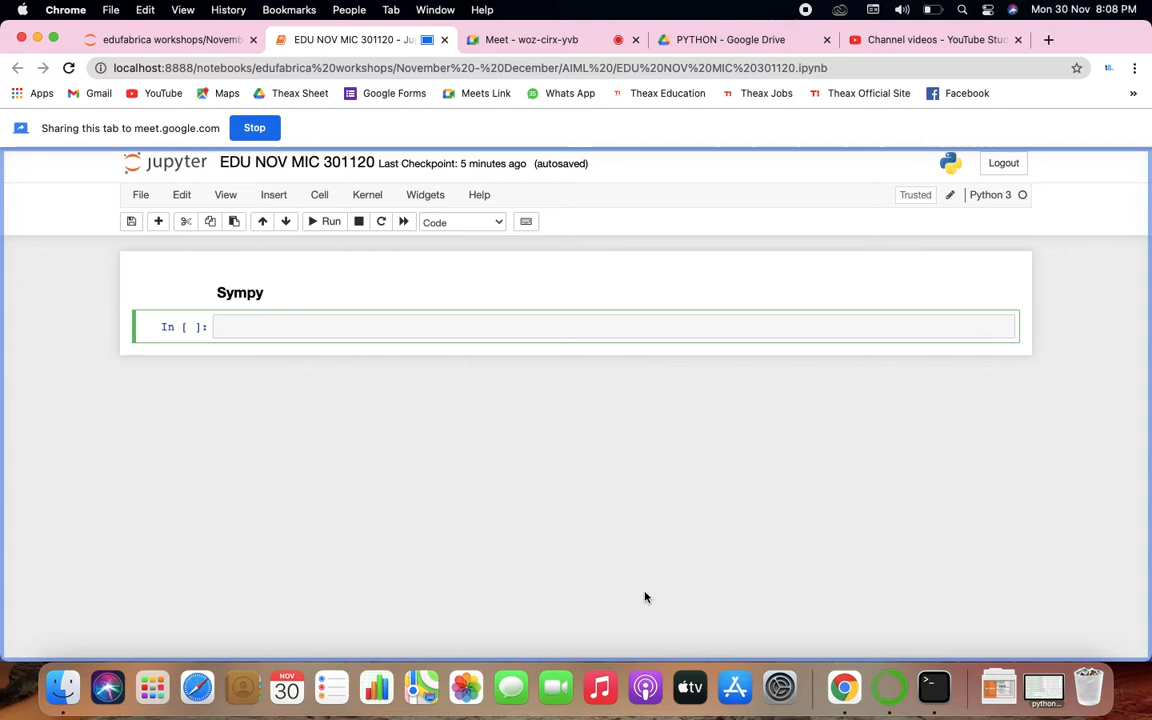 Chrome File Edit View History Bookmarks People Tab Window Help Mon 30 Nov 8:08 PM
edufabrica workshops/Novemb EDU NOV MIC 301120 - Ju Meet - woz-cirx-yvb PYTHON - Google Drive Channel videos - YouTube Stud
localhost:8888/notebooks/edufabrica%20workshops/November%20-%20December/AIML%20/EDU%20NOV%20MIC%20301120.ipynb
Apps Gmail YouTube Maps Theax Sheet Google Forms Meets Link Whats App Theax Education Theax Jobs Theax Official Site Facebook »
Sharing this tab to meet.google.com Stop
jupyter EDU NOV MIC 301120 Last Checkpoint: 5 minutes ago (autosaved) Logout
File Edit View Insert Cell Kernel Widgets Help Trusted Python 3
Run Code
Sympy
In [ ]:
NOV
30
tv
python...